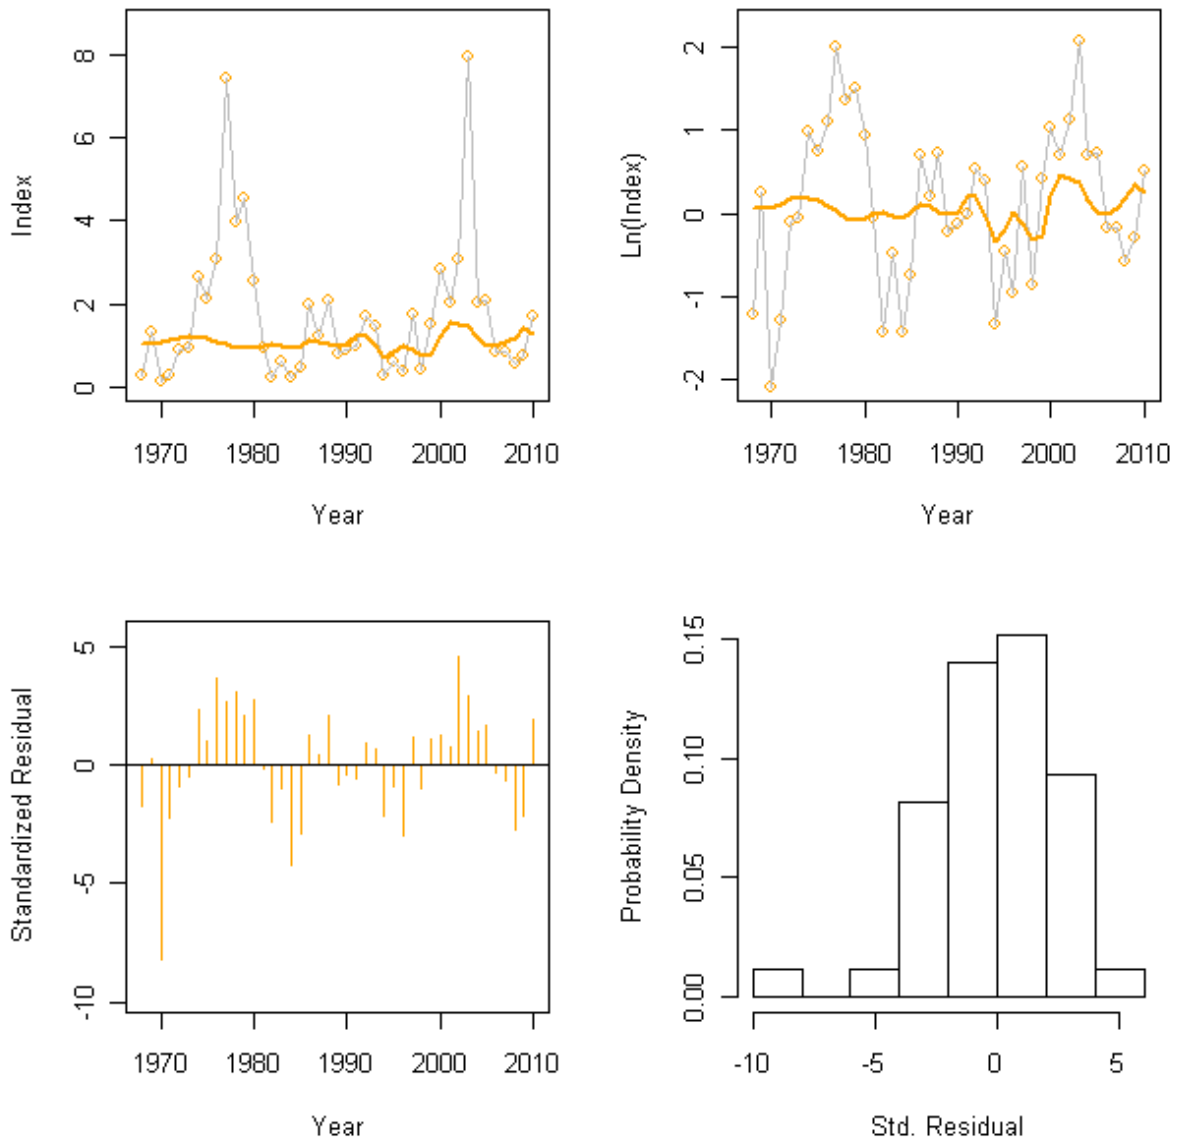 Index
8
6
4
2
0
1970 1980 1990 2000 2010
Year
Ln(Index)
2
1
0
-1
-2
1970 1980 1990 2000 2010
Year
Standardized Residual
5
0
-5
-10
1970 1980 1990 2000 2010
Year
Probability Density
0.15
0.10
0.05
0.00
-10 -5 0 5
Std. Residual